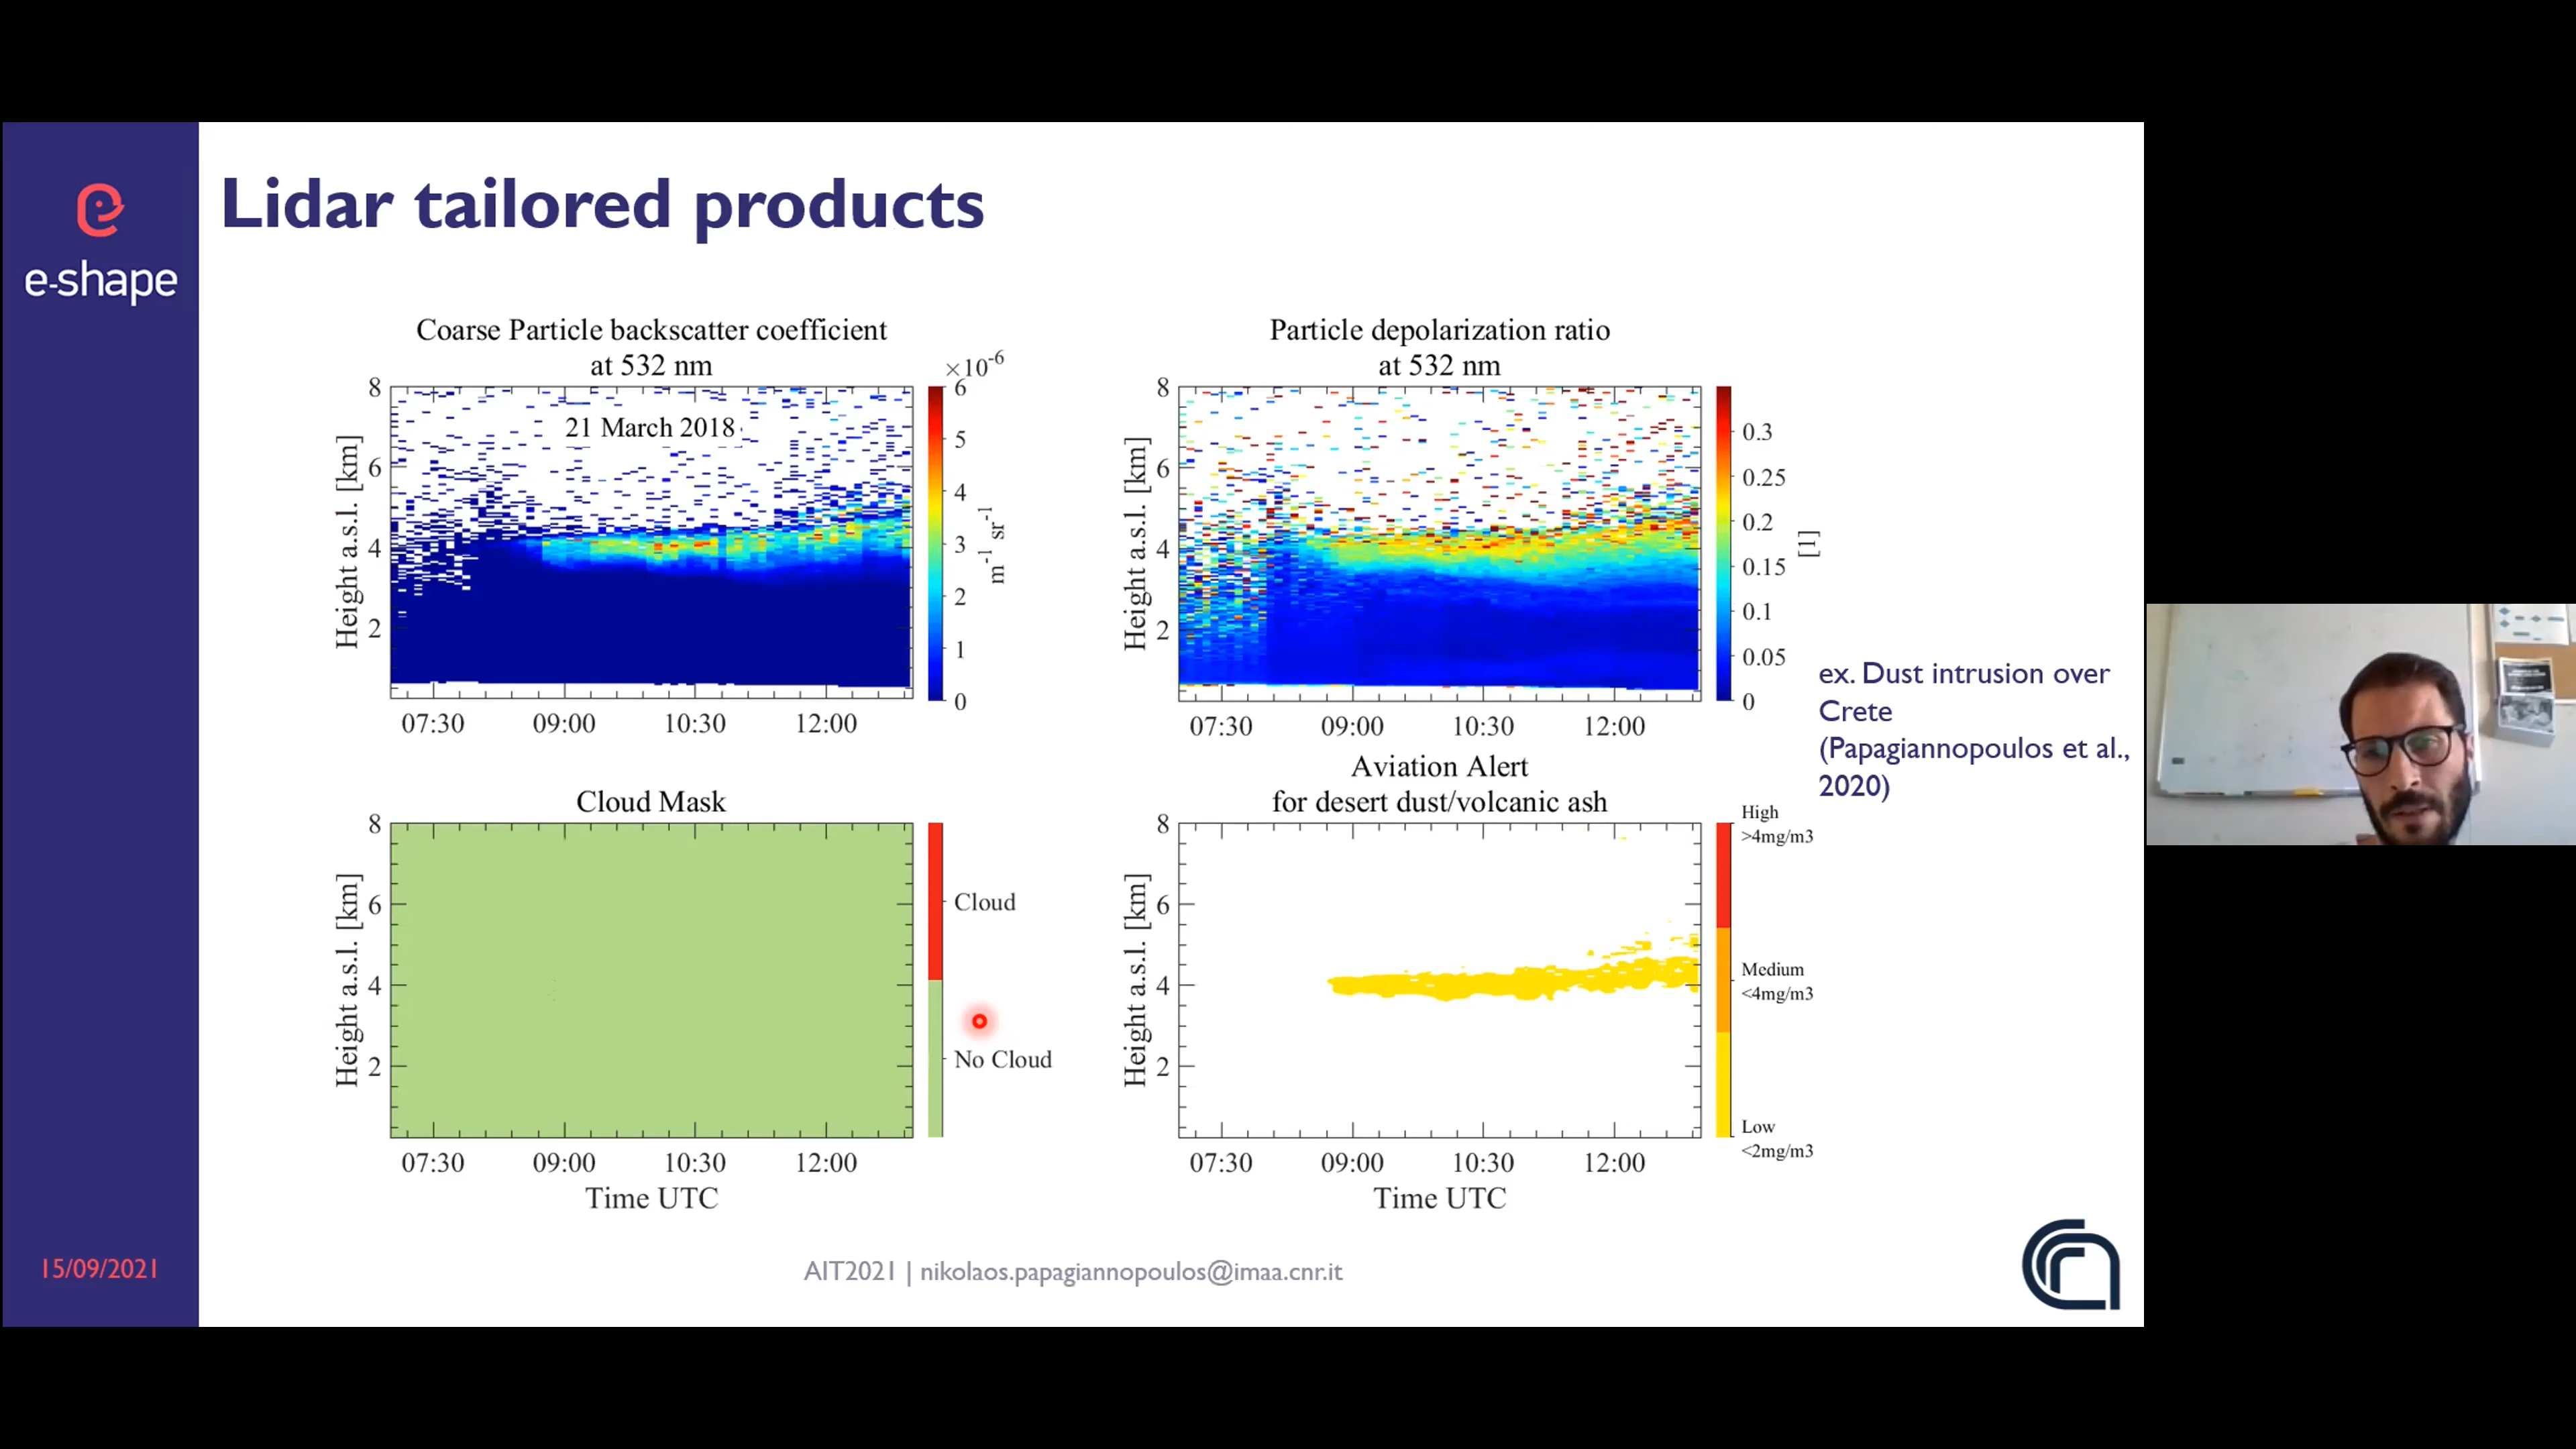 e-shape
Lidar tailored products
Coarse Particle backscatter coefficient
at 532 nm
×10-6
21 March 2018
Height a.s.l. [km]
8
6
4
2
07:30 09:00 10:30 12:00
6
5
4
3
2
1
0
m-1 sr-1
Particle depolarization ratio
at 532 nm
Height a.s.l. [km]
8
6
4
2
07:30 09:00 10:30 12:00
0.3
0.25
0.2
0.15
0.1
0.05
0
[1]
ex. Dust intrusion over
Crete
(Papagiannopoulos et al.,
2020)
Cloud Mask
Height a.s.l. [km]
8
6
4
2
07:30 09:00 10:30 12:00
Time UTC
Cloud
No Cloud
Aviation Alert
for desert dust/volcanic ash
Height a.s.l. [km]
8
6
4
2
07:30 09:00 10:30 12:00
Time UTC
High
>4mg/m3
Medium
<4mg/m3
Low
<2mg/m3
15/09/2021
AIT2021 | nikolaos.papagiannopoulos@imaa.cnr.it